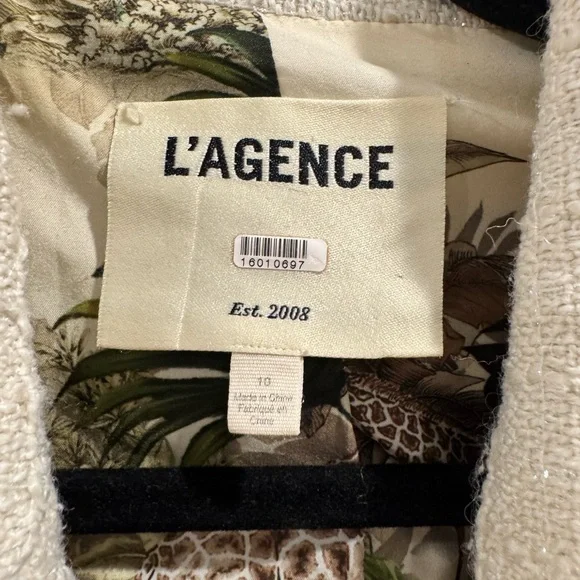 L'AGENCE
16010697
Est. 2008
10
Made in China
Fabriqué en
Chine